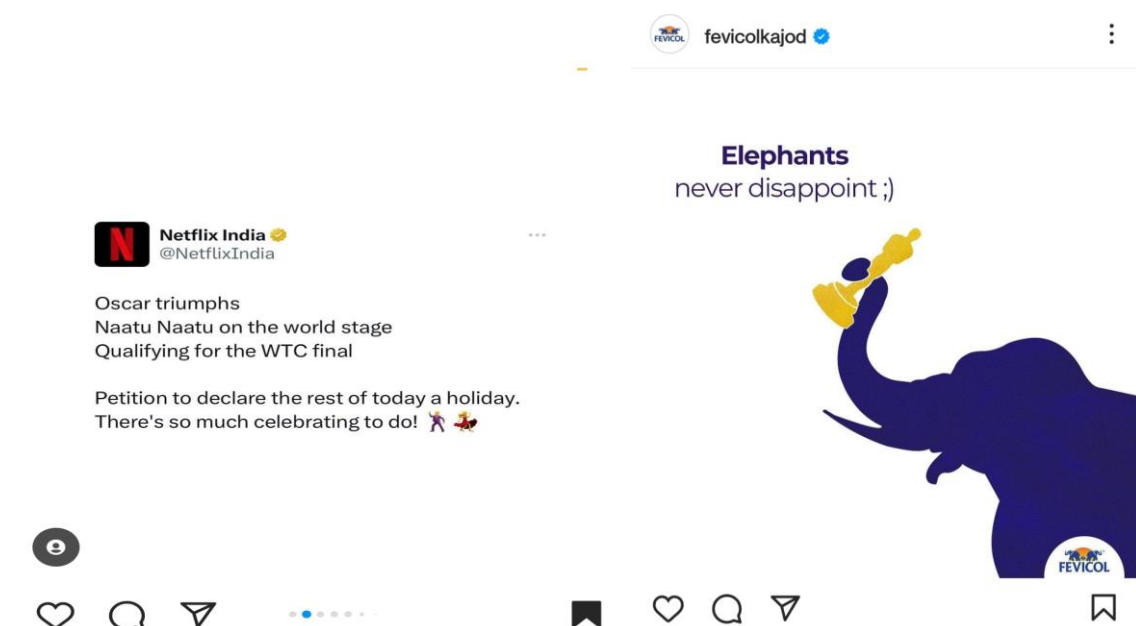 Netflix India
@NetflixIndia
Oscar triumphs
Naatu Naatu on the world stage
Qualifying for the WTC final
Petition to declare the rest of today a holiday.
There's so much celebrating to do! 🕺💃
FEVICOL
fevicolkajod
Elephants
never disappoint ;)
FEVICOL